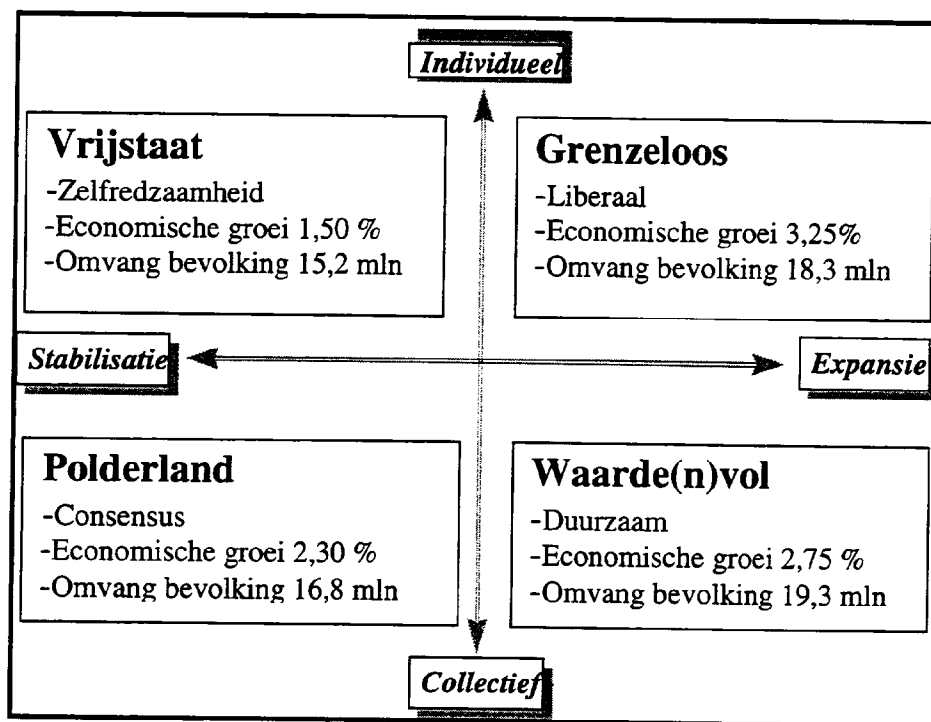 Individueel
Vrijstaat
-Zelfredzaamheid
-Economische groei 1,50 %
-Omvang bevolking 15,2 mln
Grenzeloos
-Liberaal
-Economische groei 3,25%
-Omvang bevolking 18,3 mln
Stabilisatie
Expansie
Polderland
-Consensus
-Economische groei 2,30 %
-Omvang bevolking 16,8 mln
Waarde(n)vol
-Duurzaam
-Economische groei 2,75 %
-Omvang bevolking 19,3 mln
Collectief